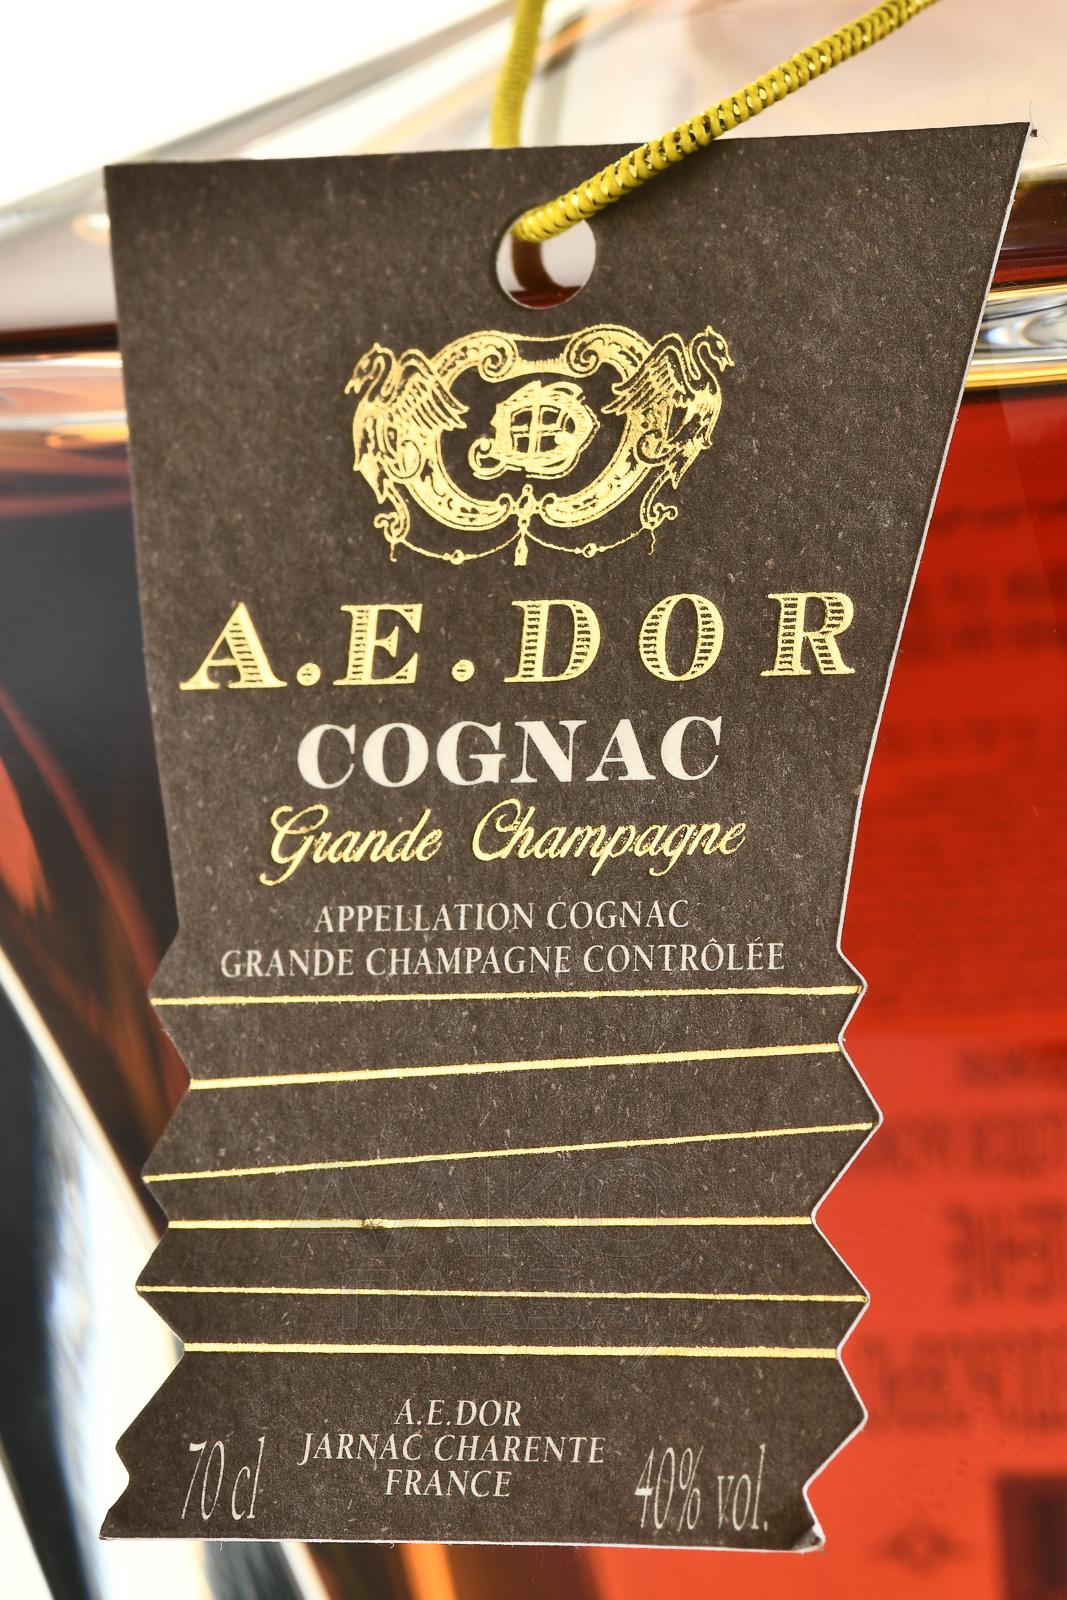 A.E.DOR
COGNAC
Grande Champagne
APPELLATION COGNAC
GRANDE CHAMPAGNE CONTRÔLÉE
A.E.DOR
JARNAC CHARENTE
FRANCE
70 cl
40% vol.